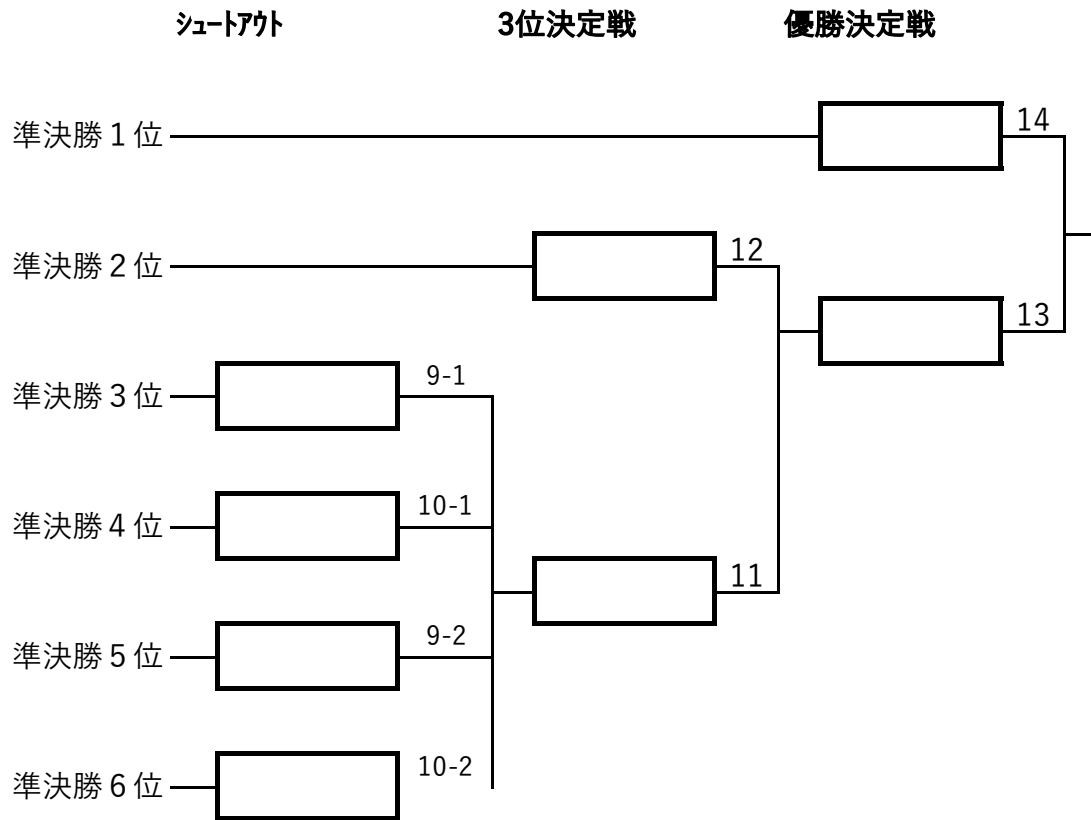 ｼｭｰﾄｱｳﾄ 3位決定戦 優勝決定戦
準決勝 1 位 14
準決勝 2 位 12
13
準決勝 3 位 9-1
準決勝 4 位 10-1
11
準決勝 5 位 9-2
準決勝 6 位 10-2